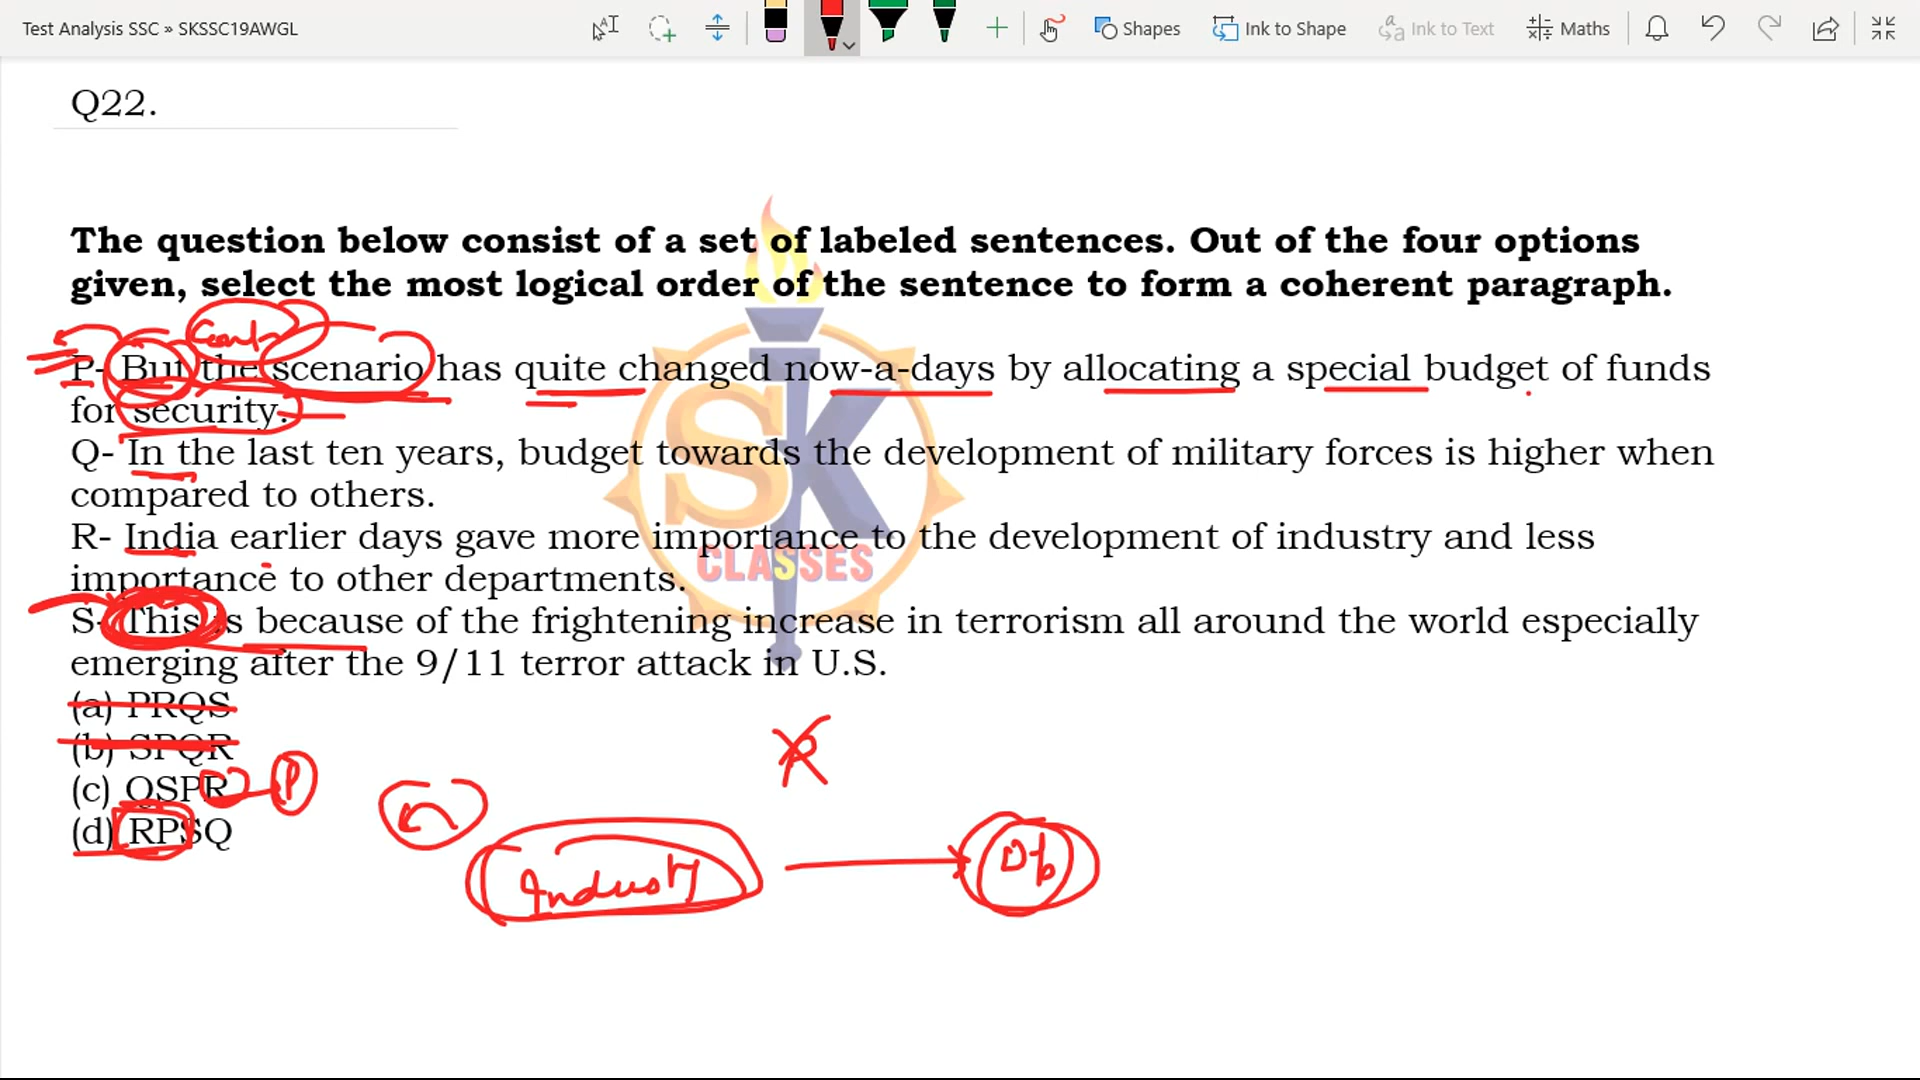 Test Analysis SSC » SKSSC19AWGL
Shapes
Ink to Shape
Ink to Text
Maths
Q22.
The question below consist of a set of labeled sentences. Out of the four options
given, select the most logical order of the sentence to form a coherent paragraph.
P- But the scenario has quite changed now-a-days by allocating a special budget of funds
for security.
Q- In the last ten years, budget towards the development of military forces is higher when
compared to others.
R- India earlier days gave more importance to the development of industry and less
importance to other departments.
S- This is because of the frightening increase in terrorism all around the world especially
emerging after the 9/11 terror attack in U.S.
SK
CLASSES
(a) PRQS
(b) SPQR
(c) QSPR P
(d) RPSQ
Industry